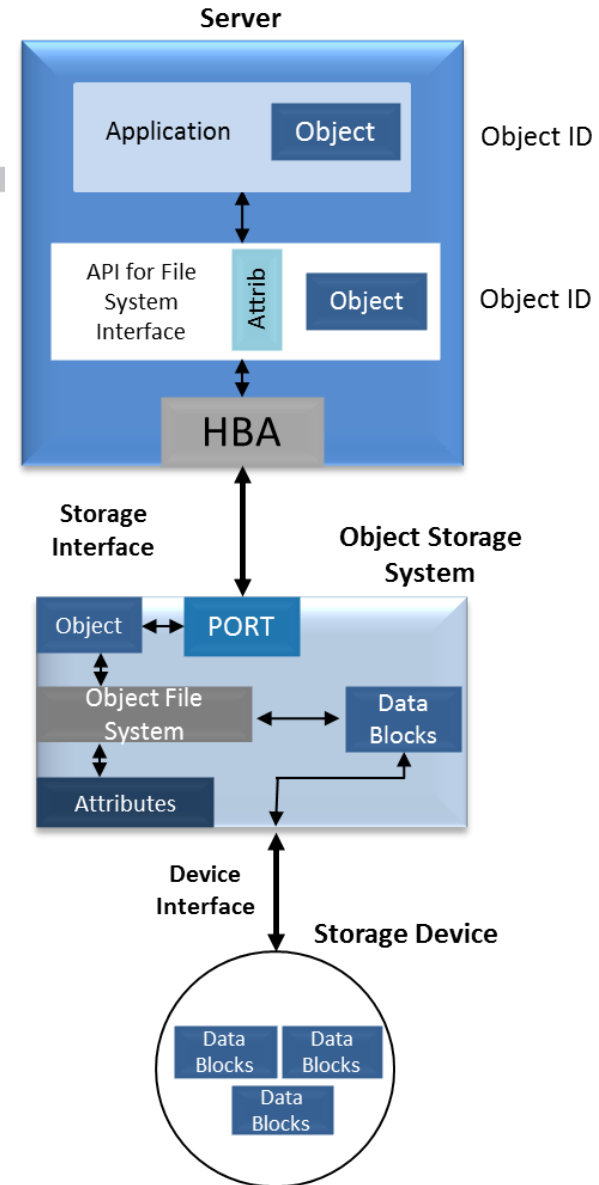 Server
Application
Object
Object ID
API for File
System
Interface
Attrib
Object
Object ID
HBA
Storage
Interface
Object Storage
System
Object
PORT
Object File
System
Data
Blocks
Attributes
Device
Interface
Storage Device
Data
Blocks
Data
Blocks
Data
Blocks